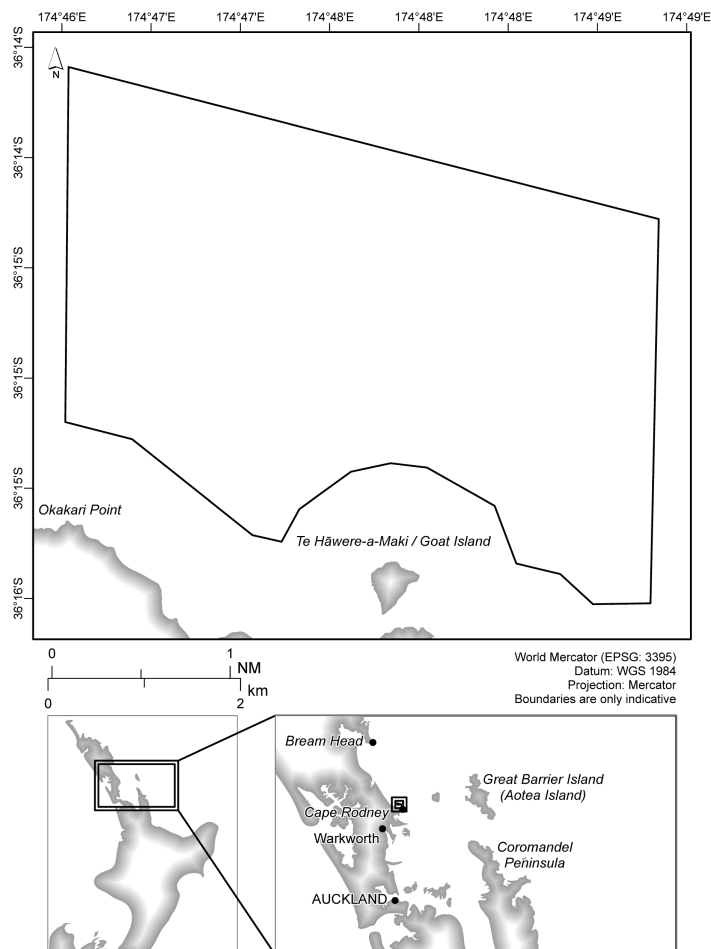 174°46'E 174°47'E 174°47'E 174°48'E 174°48'E 174°48'E 174°49'E 174°49'E
36°14'S
36°14'S
36°15'S
36°15'S
36°15'S
36°16'S
N
Okakari Point
Te Hāwere-a-Maki / Goat Island
0 1
NM
km
0 2
World Mercator (EPSG: 3395)
Datum: WGS 1984
Projection: Mercator
Boundaries are only indicative
Bream Head
Great Barrier Island
(Aotea Island)
Cape Rodney
Warkworth
Coromandel
Peninsula
AUCKLAND